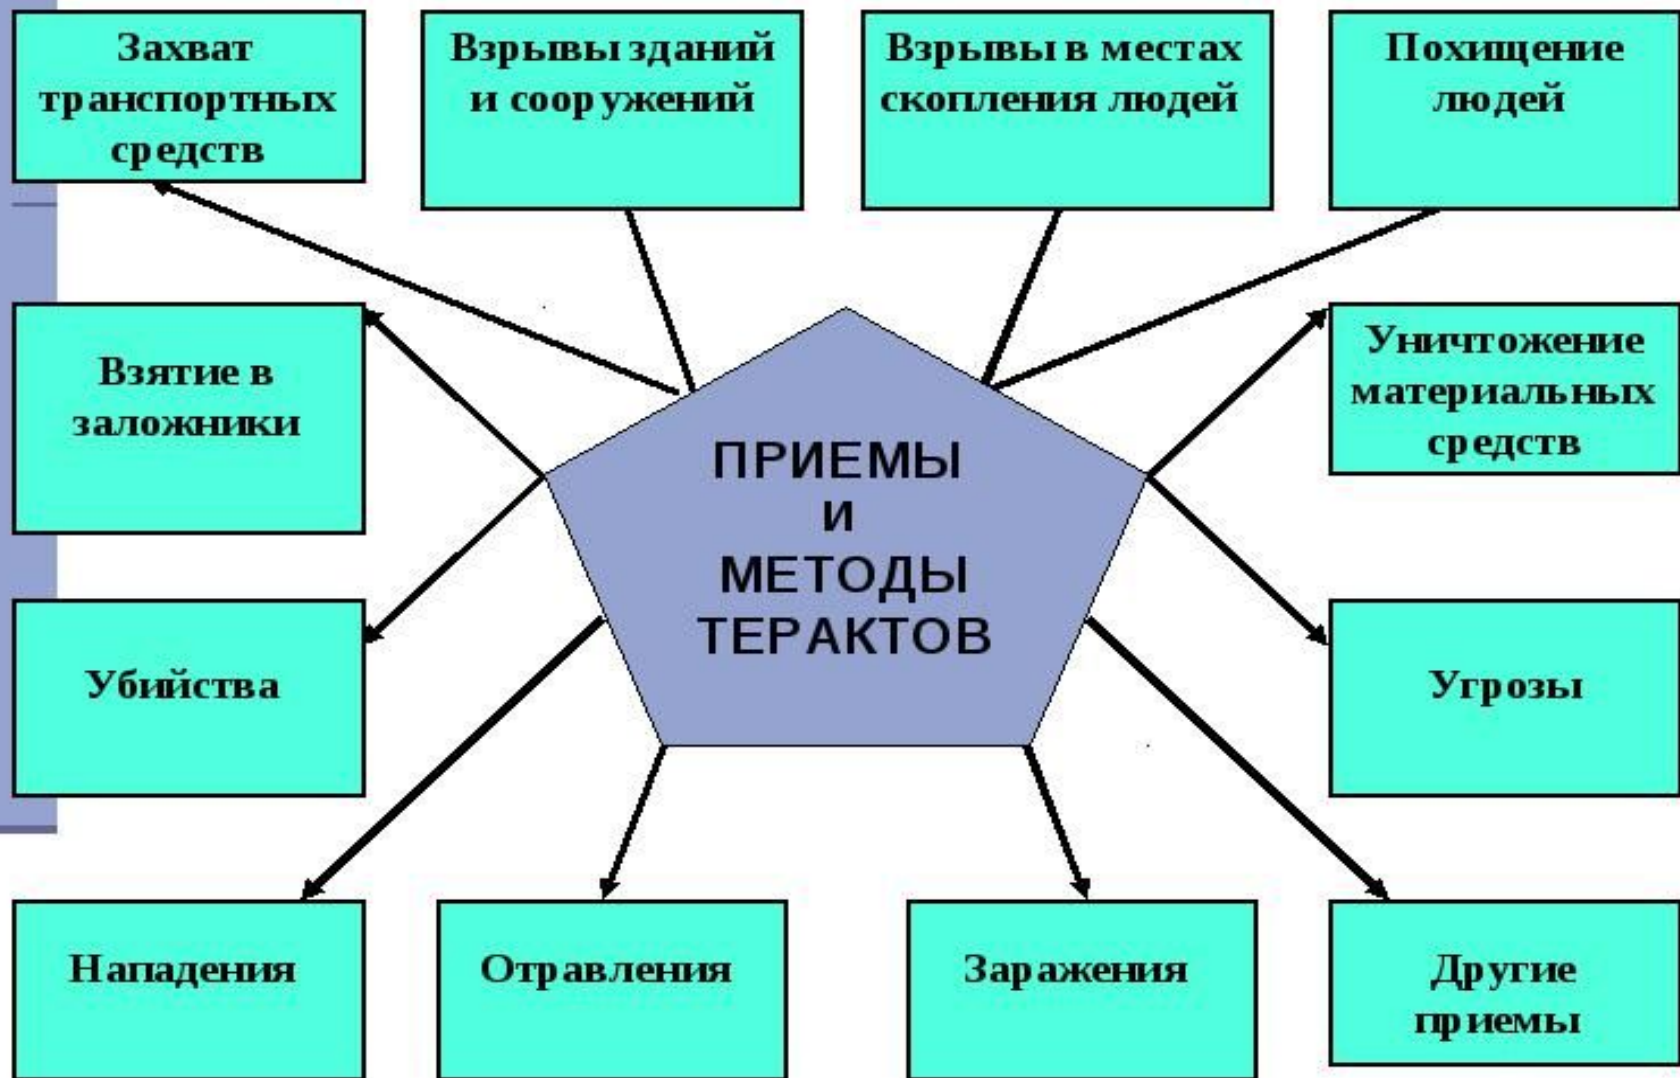 Захват
транспортных
средств
Взрывы зданий
и сооружений
Взрывы в местах
скопления людей
Похищение
людей
Взятие в
заложники
Уничтожение
материальных
средств
ПРИЕМЫ
и
МЕТОДЫ
ТЕРАКТОВ
Убийства
Угрозы
Нападения
Отравления
Заражения
Другие
приемы